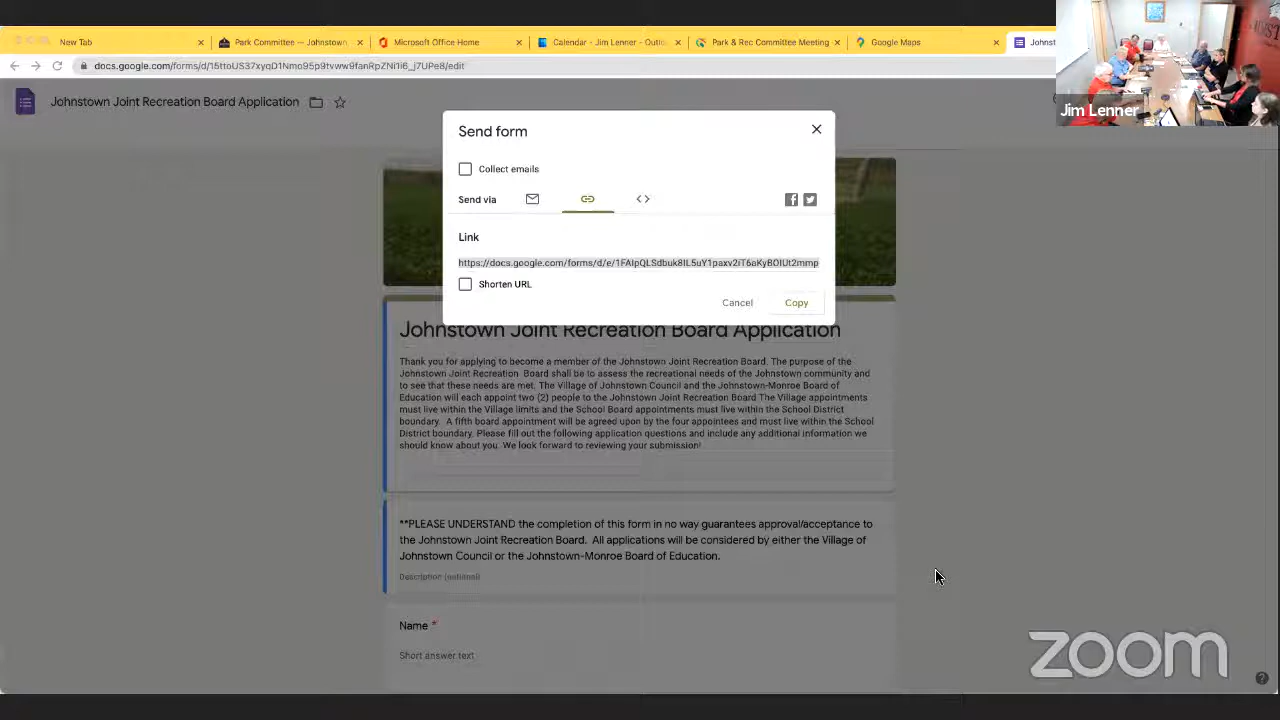 New Tab
Park Committee — Johnstown
Microsoft Office Home
Calendar - Jim Lenner - Outlo
Park & Rec Committee Meeting
Google Maps
Johnst
Jim Lenner
Johnstown Joint Recreation Board Application
Send form
Collect emails
Send via
Link
Shorten URL
Cancel
Copy
Johnstown Joint Recreation Board Application
Thank you for applying to become a member of the Johnstown Joint Recreation Board. The purpose of the
Johnstown Joint Recreation Board shall be to assess the recreational needs of the Johnstown community and
to see that these needs are met. The Village of Johnstown Council and the Johnstown-Monroe Board of
Education will each appoint two (2) people to the Johnstown Joint Recreation Board The Village appointments
must live within the Village limits and the School Board appointments must live within the School District
boundary. A fifth board appointment will be agreed upon by the four appointees and must live within the School
District boundary. Please fill out the following application questions and include any additional information we
should know about you. We look forward to reviewing your submission!
**PLEASE UNDERSTAND the completion of this form in no way guarantees approval/acceptance to
the Johnstown Joint Recreation Board. All applications will be considered by either the Village of
Johnstown Council or the Johnstown-Monroe Board of Education.
Description (optional)
Name *
Short answer text
zoom